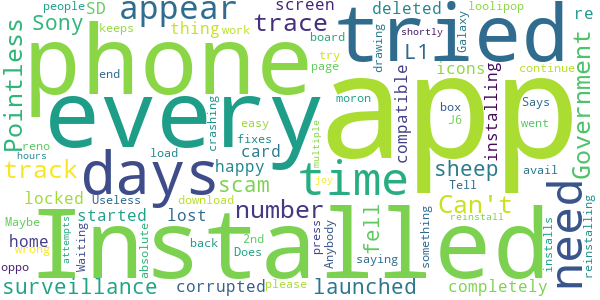 people SD appear screen deleted loolipop
Sony trace thing work keeps board shortly re
phone tried
Pointless end try page drawing Galaxy icons continue
L1 Government
every app
crashing moron compatible box Says installing
reno fixes easy J6 went
hours card
days load happy time sheep avail
track scam multiple Tell
locked Useless download joy Can't need reinstall
Installed
started lost number fell
Maybe attempts Waiting absolute back 2nd press Anybody something installs reinstalling
home wrong Does saying
oppo please
surveillance corrupted launched completely